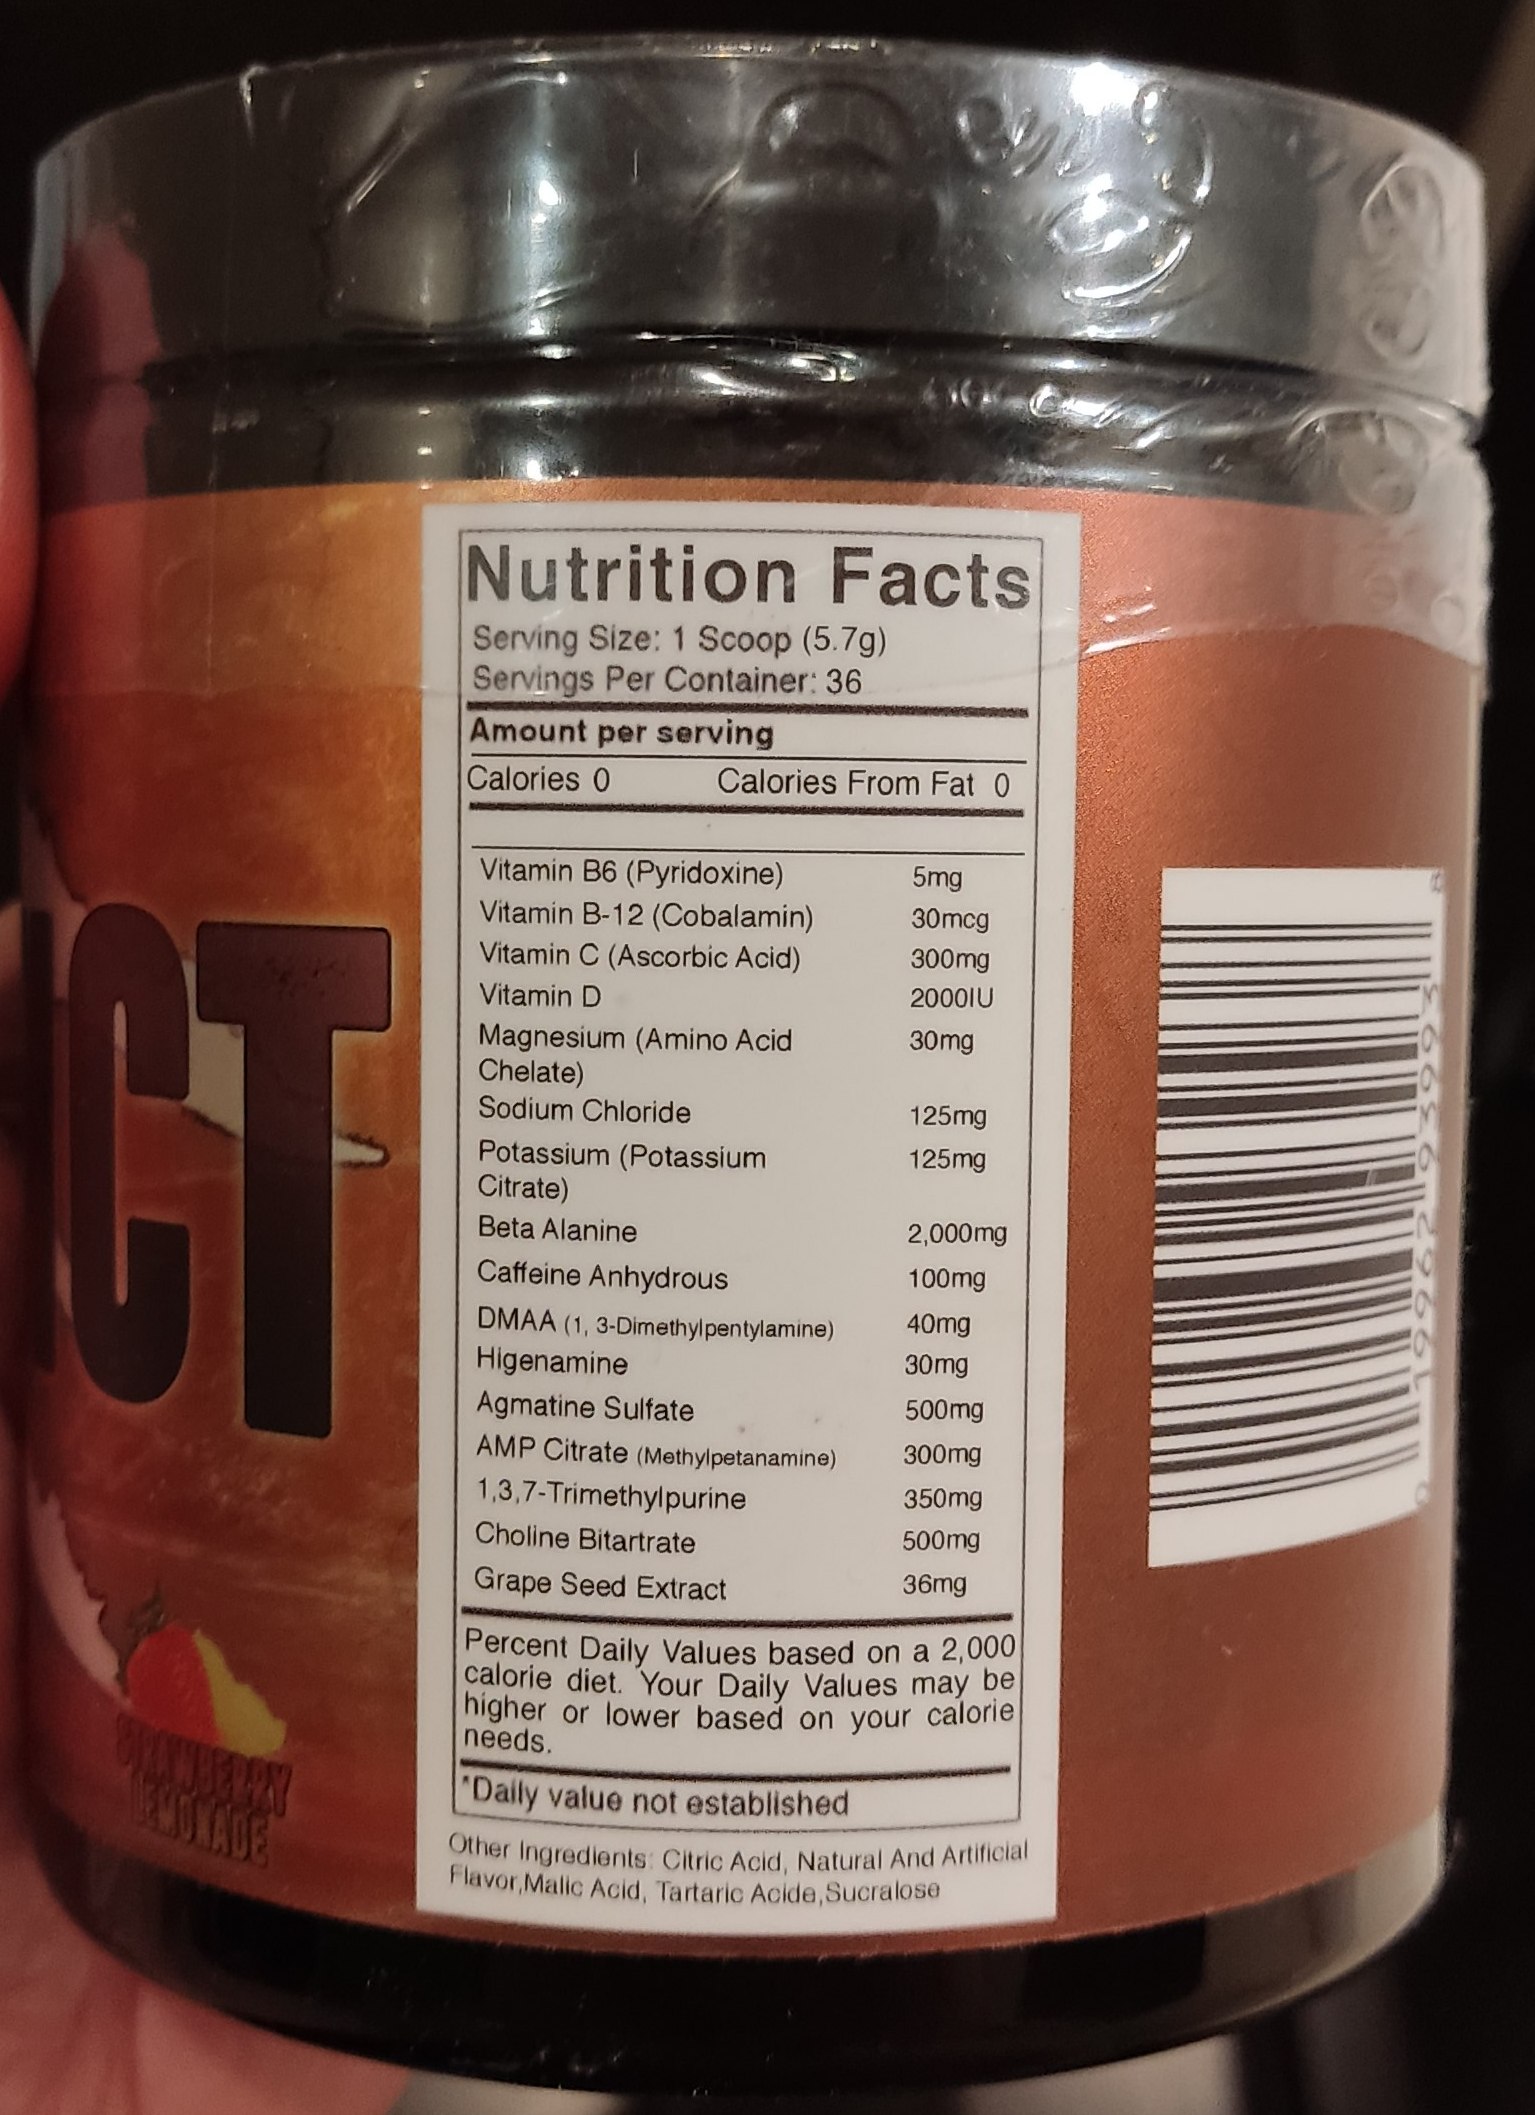 Nutrition Facts
Serving Size: 1 Scoop (5.7g)
Servings Per Container: 36
Amount per serving
Calories 0 Calories From Fat 0
Vitamin B6 (Pyridoxine) 5mg
Vitamin B-12 (Cobalamin) 30mcg
Vitamin C (Ascorbic Acid) 300mg
Vitamin D 2000IU
Magnesium (Amino Acid 30mg
Chelate)
Sodium Chloride 125mg
Potassium (Potassium 125mg
Citrate)
Beta Alanine 2,000mg
Caffeine Anhydrous 100mg
DMAA (1, 3-Dimethylpentylamine) 40mg
Higenamine 30mg
Agmatine Sulfate 500mg
AMP Citrate (Methylpetanamine) 300mg
1,3,7-Trimethylpurine 350mg
Choline Bitartrate 500mg
Grape Seed Extract 36mg
Percent Daily Values based on a 2,000
calorie diet. Your Daily Values may be
higher or lower based on your calorie
needs.
*Daily value not established
Other Ingredients: Citric Acid, Natural And Artificial
Flavor,Malic Acid, Tartaric Acide,Sucralose
CT
STRAWBERRY
LEMONADE